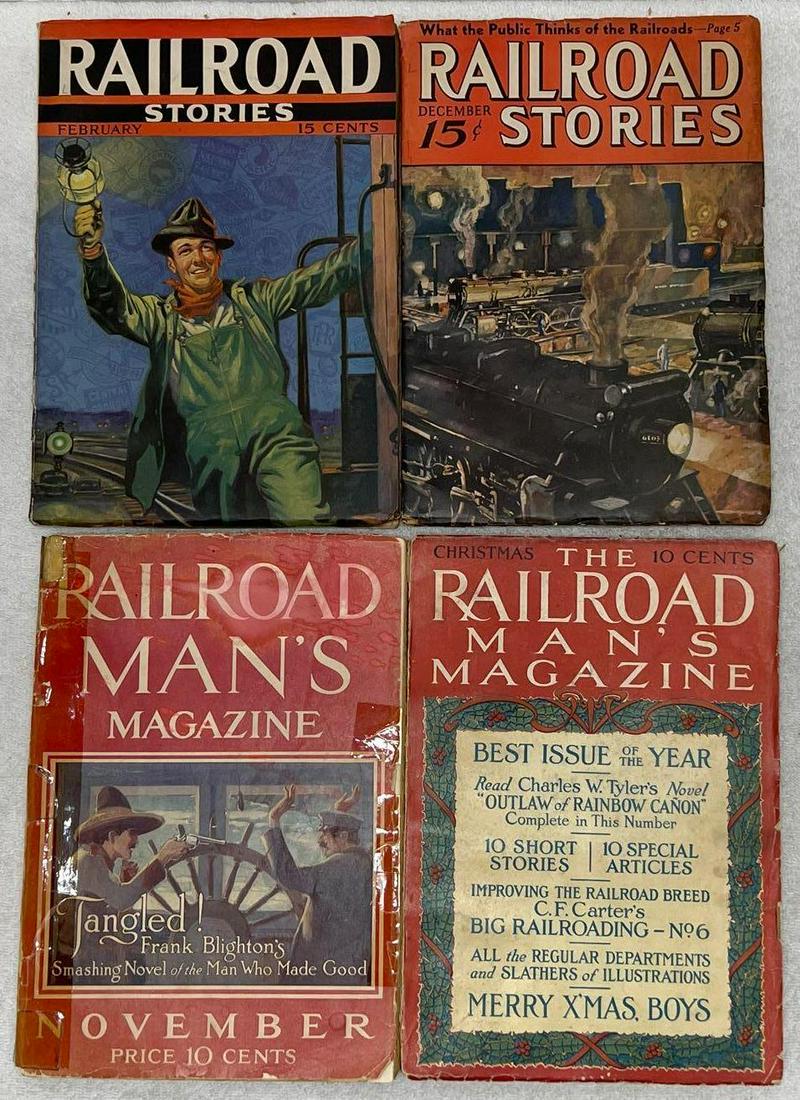 RAILROAD
STORIES
FEBRUARY 15 CENTS
What the Public Thinks of the Railroads—Page 5
RAILROAD
DECEMBER
15¢ STORIES
RAILROAD
MAN'S
MAGAZINE
Tangled!
Frank Blighton's
Smashing Novel of the Man Who Made Good
NOVEMBER
PRICE 10 CENTS
CHRISTMAS THE 10 CENTS
RAILROAD
MAN'S
MAGAZINE
BEST ISSUE OF THE YEAR
Read Charles W. Tyler's Novel
"OUTLAW of RAINBOW CAÑON"
Complete in This Number
10 SHORT STORIES | 10 SPECIAL ARTICLES
IMPROVING THE RAILROAD BREED
C. F. Carter's
BIG RAILROADING – Nº 6
ALL the REGULAR DEPARTMENTS
and SLATHERS of ILLUSTRATIONS
MERRY X'MAS, BOYS